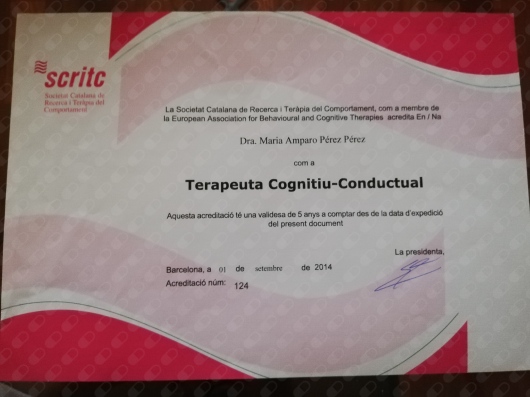 scritc
Societat Catalana de
Recerca i Teràpia del
Comportament
La Societat Catalana de Recerca i Teràpia del Comportament, com a membre de
la European Association for Behavioural and Cognitive Therapies acredita En / Na
Dra. Maria Amparo Pérez Pérez
com a
Terapeuta Cognitiu-Conductual
Aquesta acreditació té una validesa de 5 anys a comptar des de la data d'expedició
del present document
La presidenta,
Barcelona, a 01 de setembre de 2014
Acreditació núm: 124